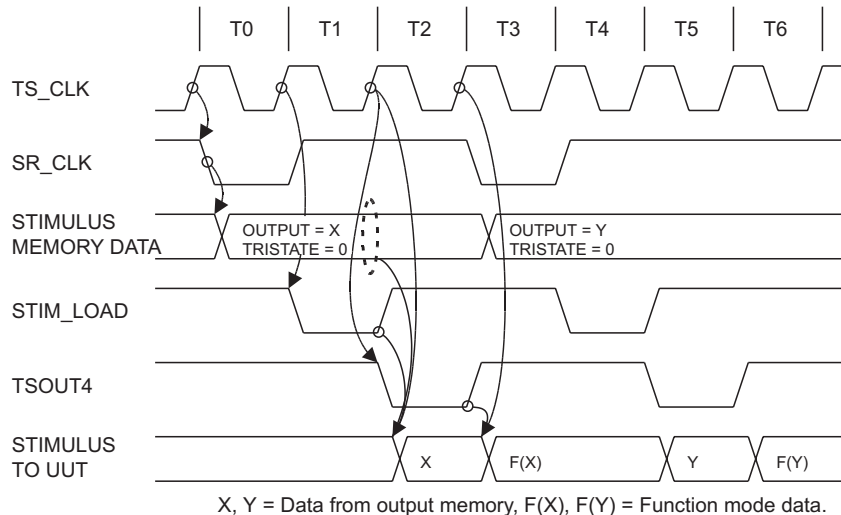 T0 T1 T2 T3 T4 T5 T6
TS_CLK
SR_CLK
STIMULUS
MEMORY DATA
OUTPUT = X
TRISTATE = 0
OUTPUT = Y
TRISTATE = 0
STIM_LOAD
TSOUT4
STIMULUS
TO UUT
X F(X) Y F(Y)
X, Y = Data from output memory, F(X), F(Y) = Function mode data.